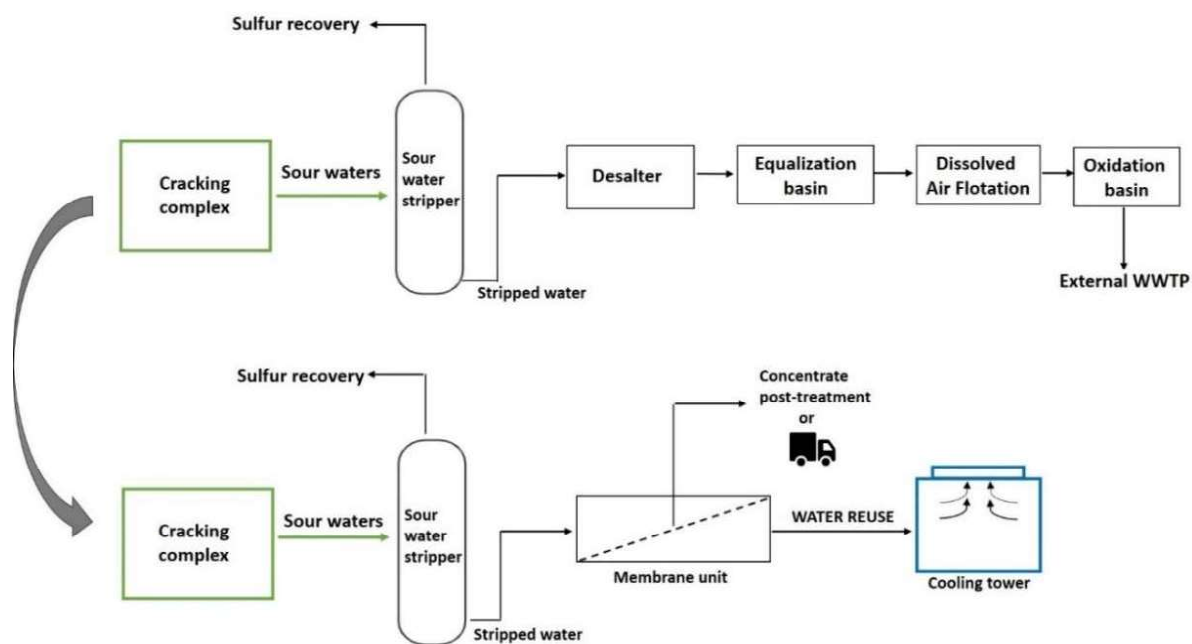 Sulfur recovery
Cracking
complex
Sour waters
Sour
water
stripper
Stripped water
Desalter
Equalization
basin
Dissolved
Air Flotation
Oxidation
basin
External WWTP
Sulfur recovery
Cracking
complex
Sour waters
Sour
water
stripper
Stripped water
Concentrate
post-treatment
or
Membrane unit
WATER REUSE
Cooling tower